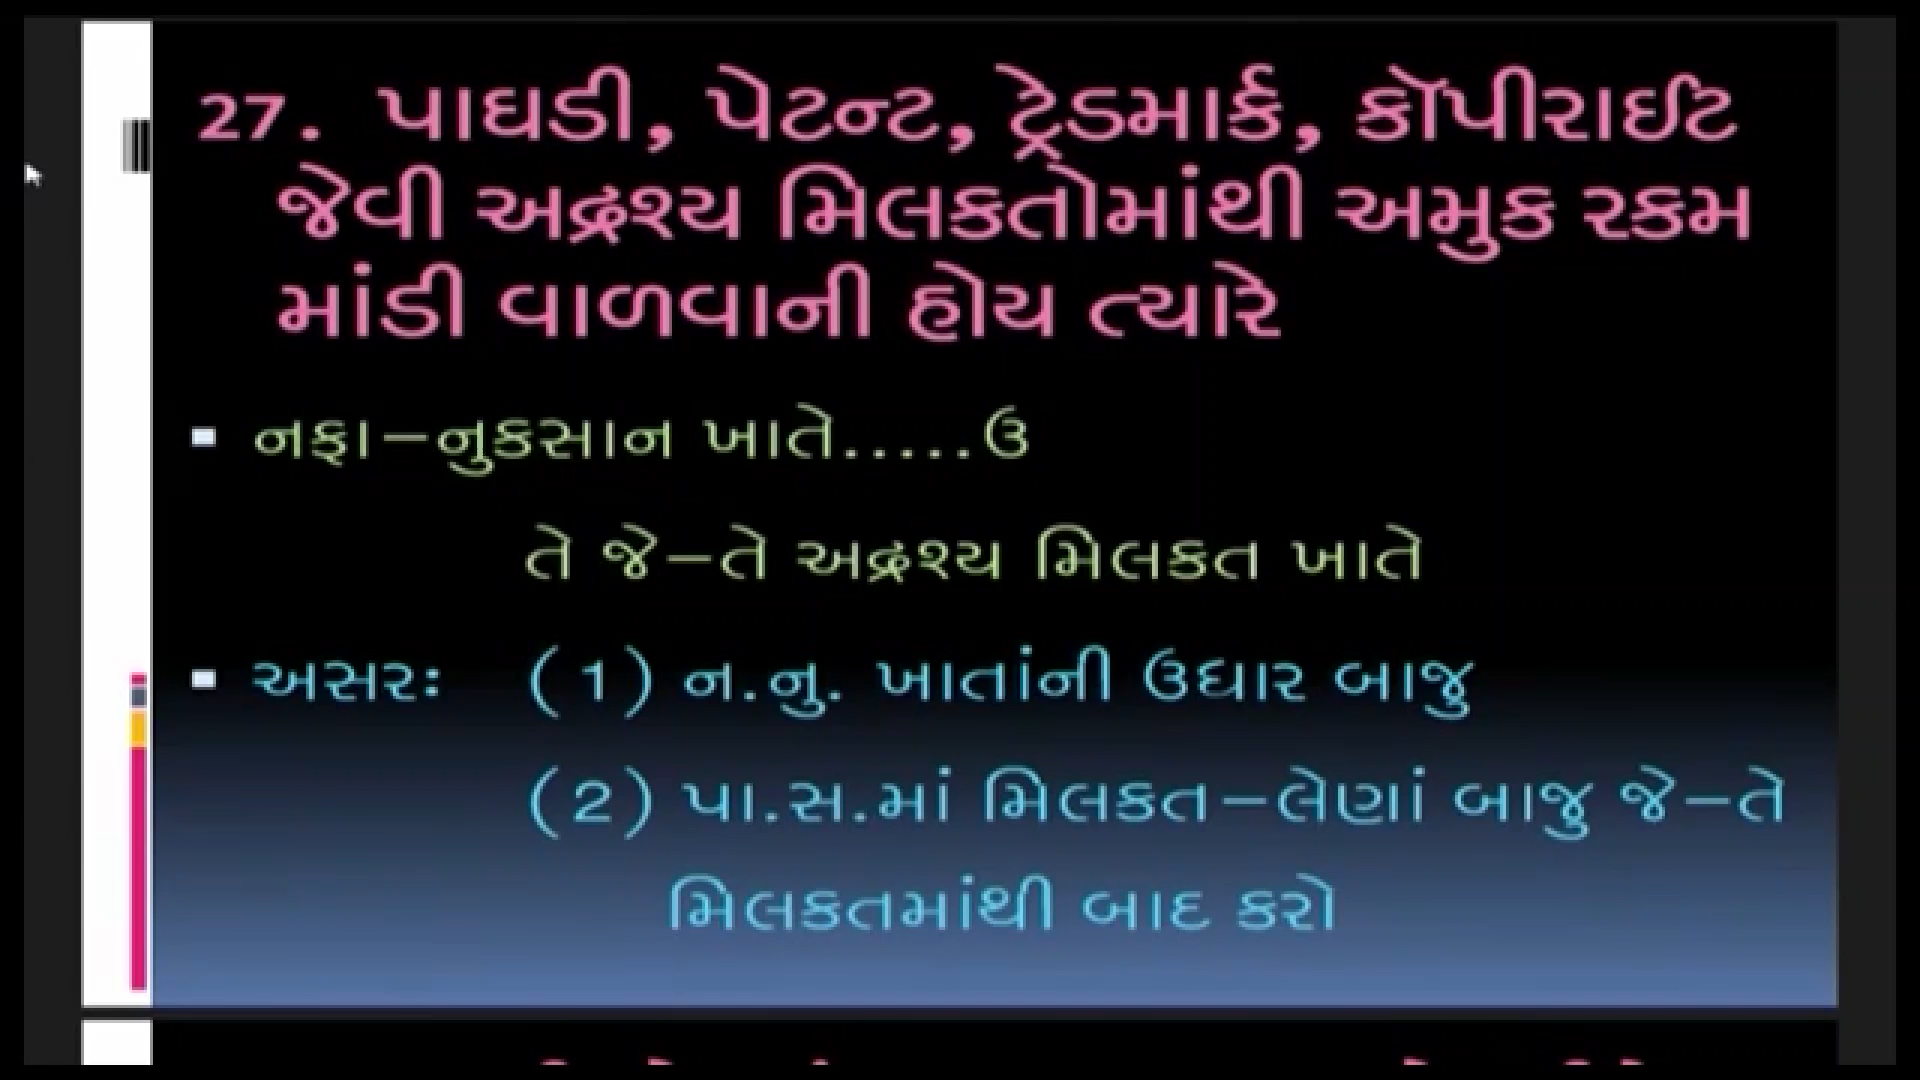 27. પાઘડી, પેટન્ટ, ટ્રેડમાર્ક, કૉપીરાઈટ
જેવી અદ્રશ્ય મિલકતોમાંથી અમુક રકમ
માંડી વાળવાની હોય ત્યારે
નફા–નુકસાન ખાતે.....ઉ
તે જે–તે અદ્રશ્ય મિલકત ખાતે
અસરઃ (1) ન.નુ. ખાતાંની ઉધાર બાજુ
(2) પા.સ.માં મિલકત–લેણાં બાજુ જે–તે
મિલકતમાંથી બાદ કરો